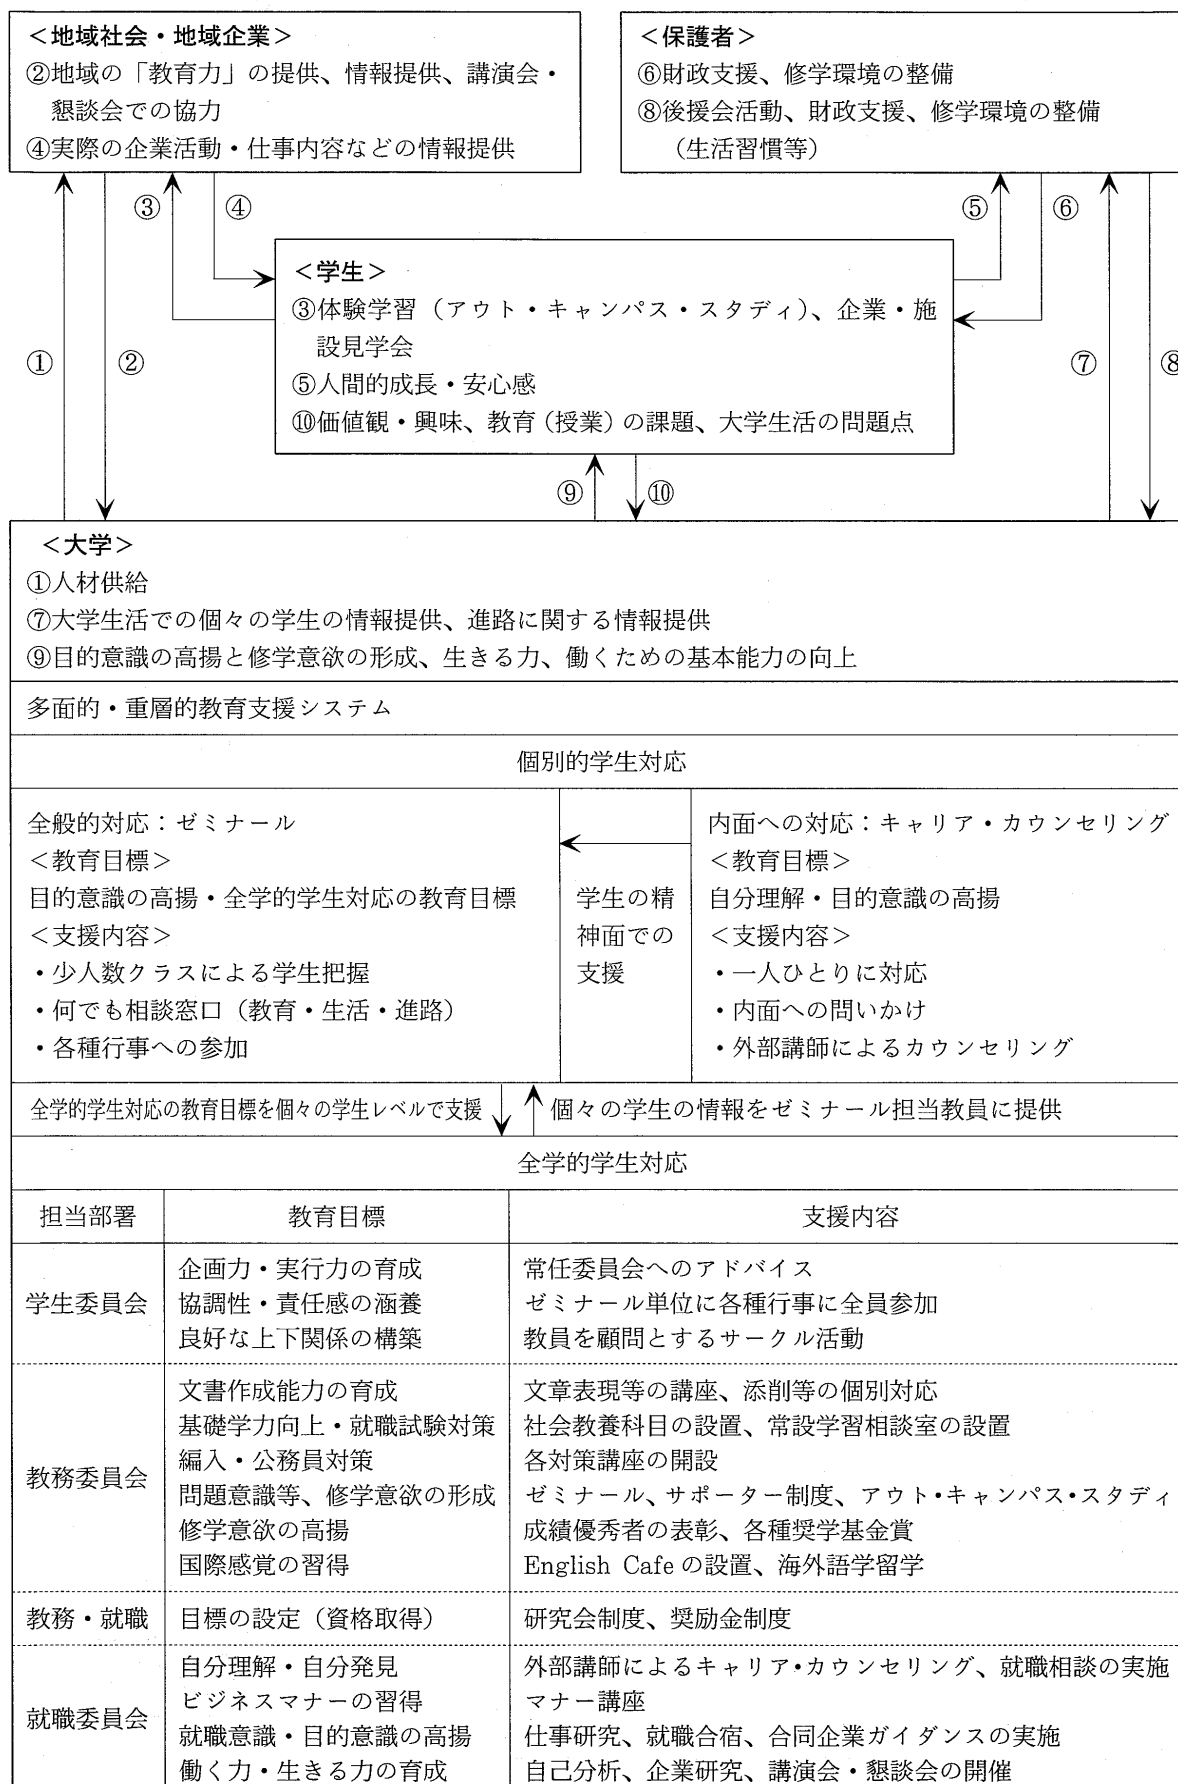 ＜地域社会・地域企業＞
②地域の「教育力」の提供、情報提供、講演会・
懇談会での協力
④実際の企業活動・仕事内容などの情報提供
＜保護者＞
⑥財政支援、修学環境の整備
⑧後援会活動、財政支援、修学環境の整備
（生活習慣等）
③
④
⑤
⑥
＜学生＞
③体験学習（アウト・キャンパス・スタディ）、企業・施
設見学会
⑤人間的成長・安心感
⑩価値観・興味、教育（授業）の課題、大学生活の問題点
①
②
⑦
⑧
⑨
⑩
＜大学＞
①人材供給
⑦大学生活での個々の学生の情報提供、進路に関する情報提供
⑨目的意識の高揚と修学意欲の形成、生きる力、働くための基本能力の向上
多面的・重層的教育支援システム
個別的学生対応
全般的対応：ゼミナール
＜教育目標＞
目的意識の高揚・全学的学生対応の教育目標
＜支援内容＞
・少人数クラスによる学生把握
・何でも相談窓口（教育・生活・進路）
・各種行事への参加
学生の精
神面での
支援
内面への対応：キャリア・カウンセリング
＜教育目標＞
自分理解・目的意識の高揚
＜支援内容＞
・一人ひとりに対応
・内面への問いかけ
・外部講師によるカウンセリング
全学的学生対応の教育目標を個々の学生レベルで支援
個々の学生の情報をゼミナール担当教員に提供
全学的学生対応
担当部署 教育目標 支援内容
学生委員会
企画力・実行力の育成 常任委員会へのアドバイス
協調性・責任感の涵養 ゼミナール単位に各種行事に全員参加
良好な上下関係の構築 教員を顧問とするサークル活動
教務委員会
文書作成能力の育成 文章表現等の講座、添削等の個別対応
基礎学力向上・就職試験対策 社会教養科目の設置、常設学習相談室の設置
編入・公務員対策 各対策講座の開設
問題意識等、修学意欲の形成 ゼミナール、サポーター制度、アウト・キャンパス・スタディ
修学意欲の高揚 成績優秀者の表彰、各種奨学基金賞
国際感覚の習得 English Cafe の設置、海外語学留学
教務・就職 目標の設定（資格取得） 研究会制度、奨励金制度
就職委員会
自分理解・自分発見 外部講師によるキャリア・カウンセリング、就職相談の実施
ビジネスマナーの習得 マナー講座
就職意識・目的意識の高揚 仕事研究、就職合宿、合同企業ガイダンスの実施
働く力・生きる力の育成 自己分析、企業研究、講演会・懇談会の開催